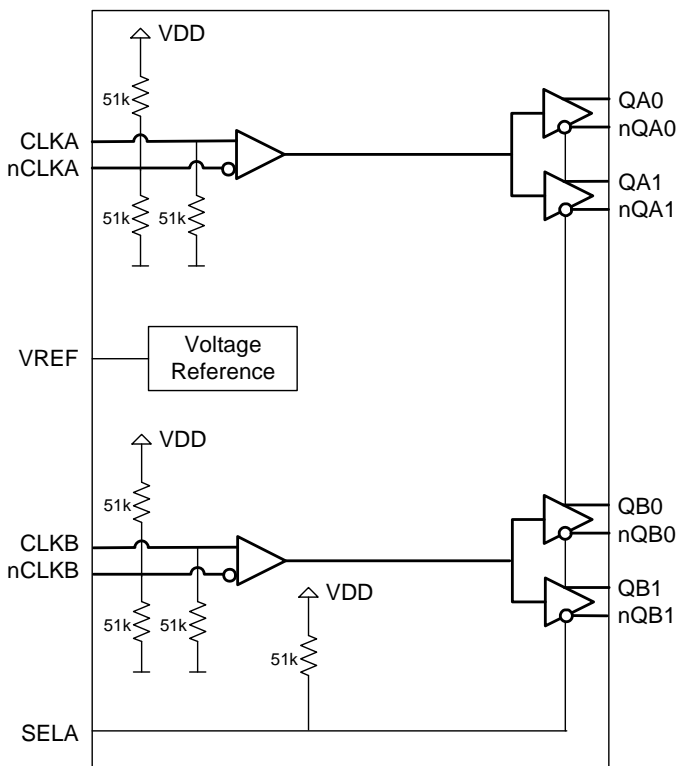 VDD
51k
CLKA
nCLKA
51k 51k
QA0
nQA0
QA1
nQA1
VREF
Voltage
Reference
VDD
51k
CLKB
nCLKB
51k 51k
VDD
51k
QB0
nQB0
QB1
nQB1
SELA